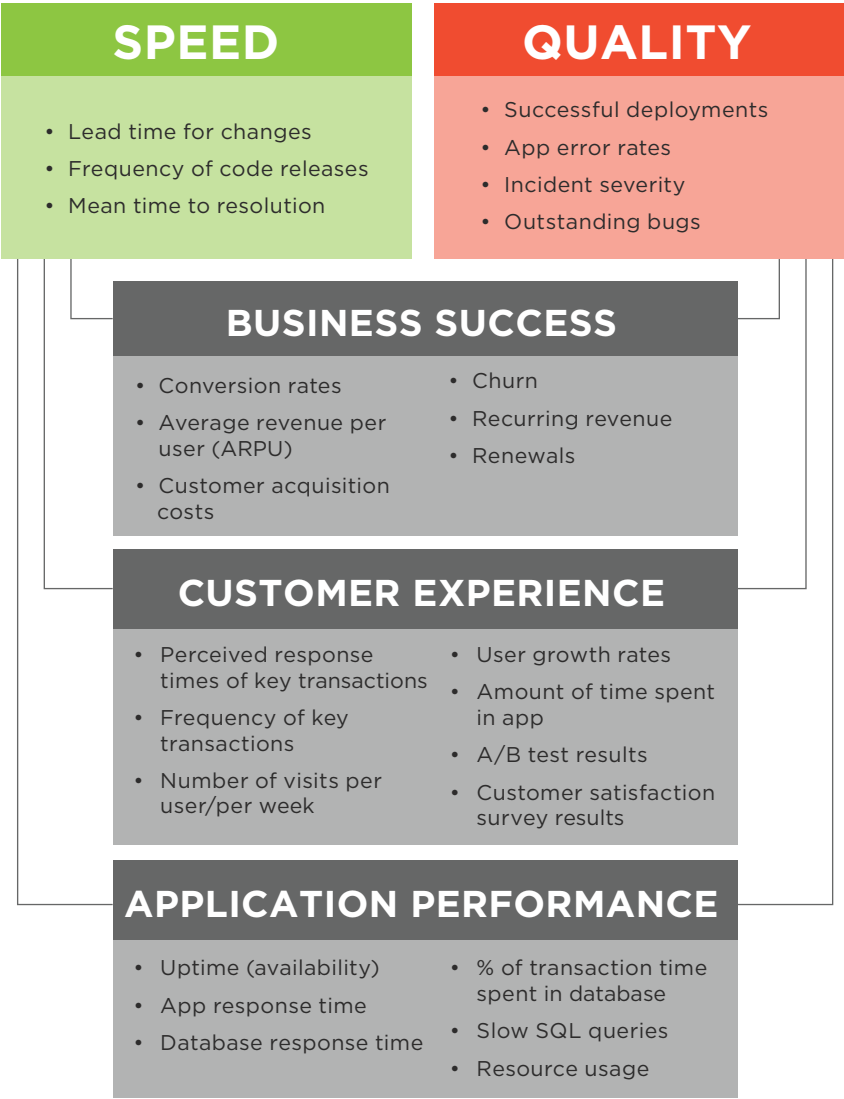 SPEED
• Lead time for changes
• Frequency of code releases
• Mean time to resolution
QUALITY
• Successful deployments
• App error rates
• Incident severity
• Outstanding bugs
BUSINESS SUCCESS
• Conversion rates
• Average revenue per
user (ARPU)
• Customer acquisition
costs
• Churn
• Recurring revenue
• Renewals
CUSTOMER EXPERIENCE
• Perceived response
times of key transactions
• Frequency of key
transactions
• Number of visits per
user/per week
• User growth rates
• Amount of time spent
in app
• A/B test results
• Customer satisfaction
survey results
APPLICATION PERFORMANCE
• Uptime (availability)
• App response time
• Database response time
• % of transaction time
spent in database
• Slow SQL queries
• Resource usage